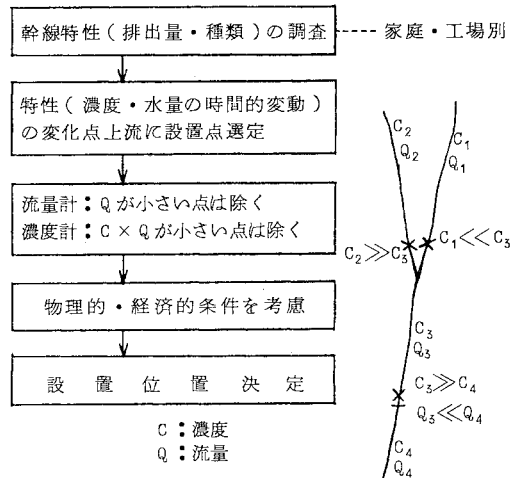 幹線特性(排出量・種類)の調査
家庭・工場別
特性(濃度・水量の時間的変動)
の変化点上流に設置点選定
流量計:Qが小さい点は除く
濃度計:C×Qが小さい点は除く
物理的・経済的条件を考慮
設置位置決定
C:濃度
Q:流量
C₂
Q₂
C₁
Q₁
C₂≫C₃
C₁≪C₃
C₃
Q₃
C₃≫C₄
Q₃≪Q₄
C₄
Q₄